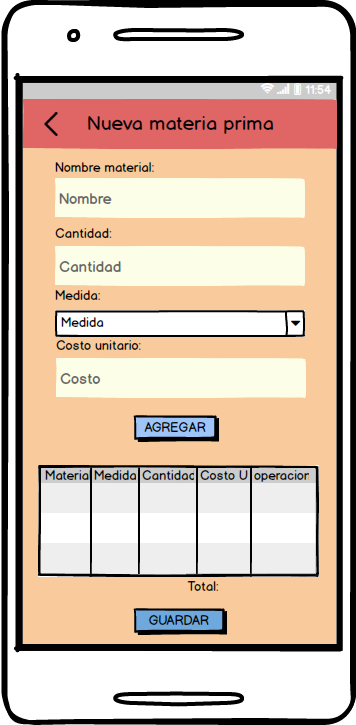 11:54
Nueva materia prima
Nombre material:
Nombre
Cantidad:
Cantidad
Medida:
Medida
Costo unitario:
Costo
AGREGAR
Materia Medida Cantidad Costo U operacion
Total:
GUARDAR